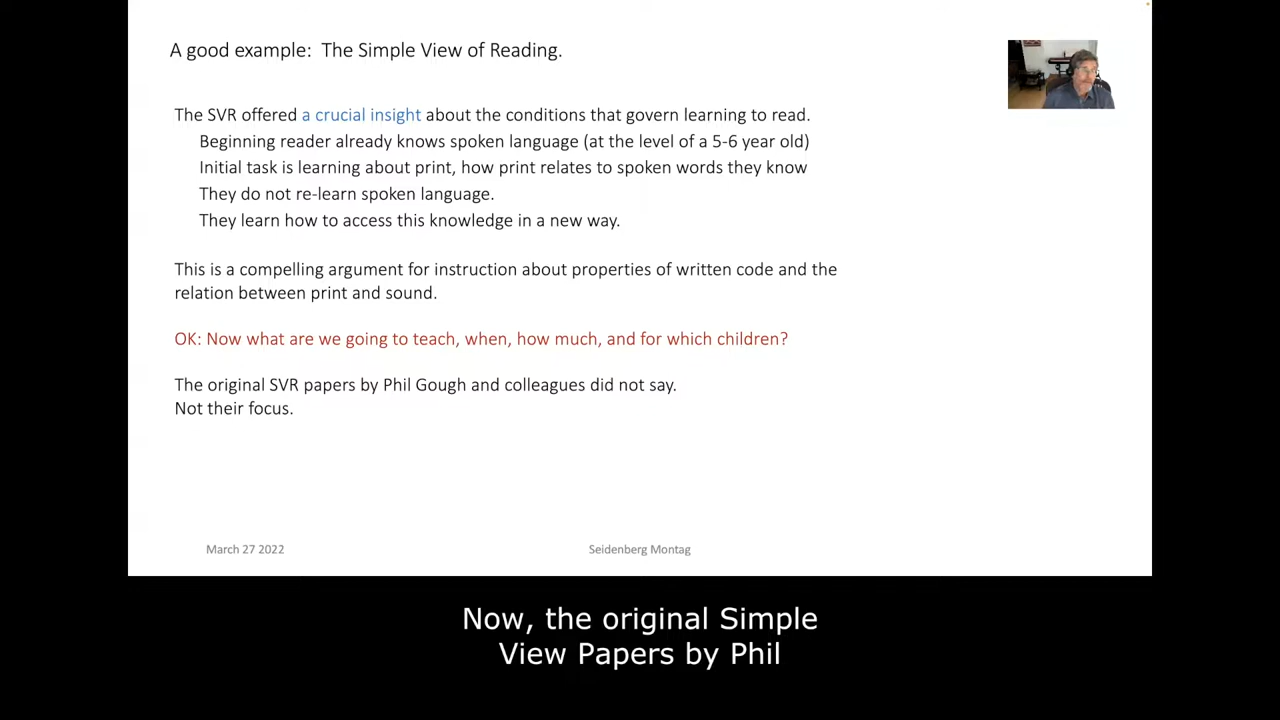 A good example: The Simple View of Reading.
The SVR offered a crucial insight about the conditions that govern learning to read.
Beginning reader already knows spoken language (at the level of a 5-6 year old)
Initial task is learning about print, how print relates to spoken words they know
They do not re-learn spoken language.
They learn how to access this knowledge in a new way.
This is a compelling argument for instruction about properties of written code and the
relation between print and sound.
OK: Now what are we going to teach, when, how much, and for which children?
The original SVR papers by Phil Gough and colleagues did not say.
Not their focus.
March 27 2022
Seidenberg Montag
Now, the original Simple
View Papers by Phil